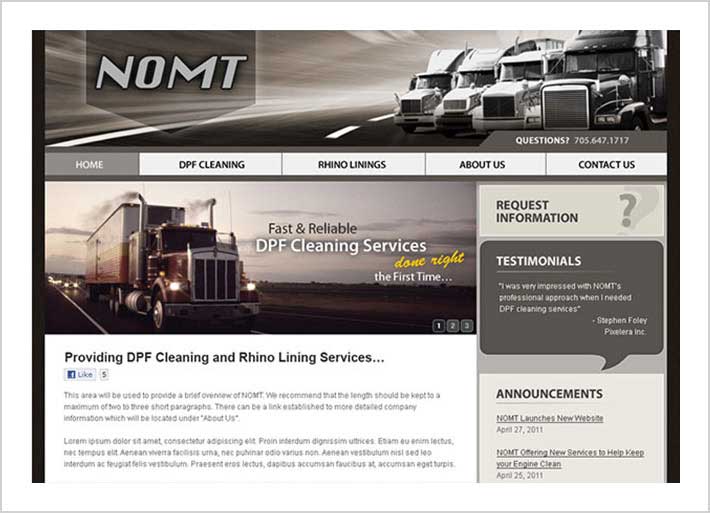 NOMT
QUESTIONS? 705.647.1717
HOME
DPF CLEANING
RHINO LININGS
ABOUT US
CONTACT US
Fast & Reliable
DPF Cleaning Services
done right
the First Time...
1 2 3
REQUEST
INFORMATION
?
TESTIMONIALS
"I was very impressed with NOMT's
professional approach when I needed
DPF cleaning services"
- Stephen Foley
Pixelera Inc.
Providing DPF Cleaning and Rhino Lining Services...
Like 5
This area will be used to provide a brief overview of NOMT. We recommend that the length should be kept to a
maximum of two to three short paragraphs. There can be a link established to more detailed company
information which will be located under "About Us".
Lorem ipsum dolor sit amet, consectetur adipiscing elit. Proin interdum dignissim ultrices. Etiam eu enim lectus,
nec tempus elit. Aenean viverra facilisis urna, nec pulvinar odio varius non. Aenean vestibulum nisl sed leo
interdum ac feugiat felis vestibulum. Praesent eros lectus, dapibus accumsan faucibus at, accumsan eget turpis.
ANNOUNCEMENTS
NOMT Launches New Website
April 27, 2011
NOMT Offering New Services to Help Keep
your Engine Clean
April 25, 2011